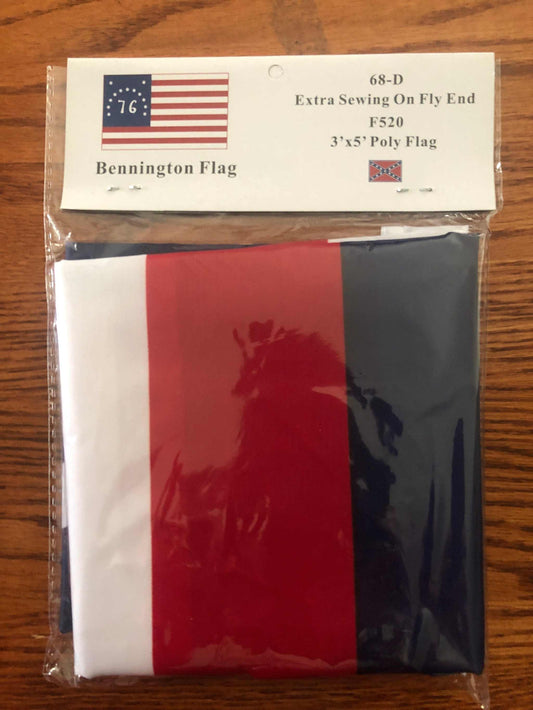 76
Bennington Flag
68-D
Extra Sewing On Fly End
F520
3'x5' Poly Flag